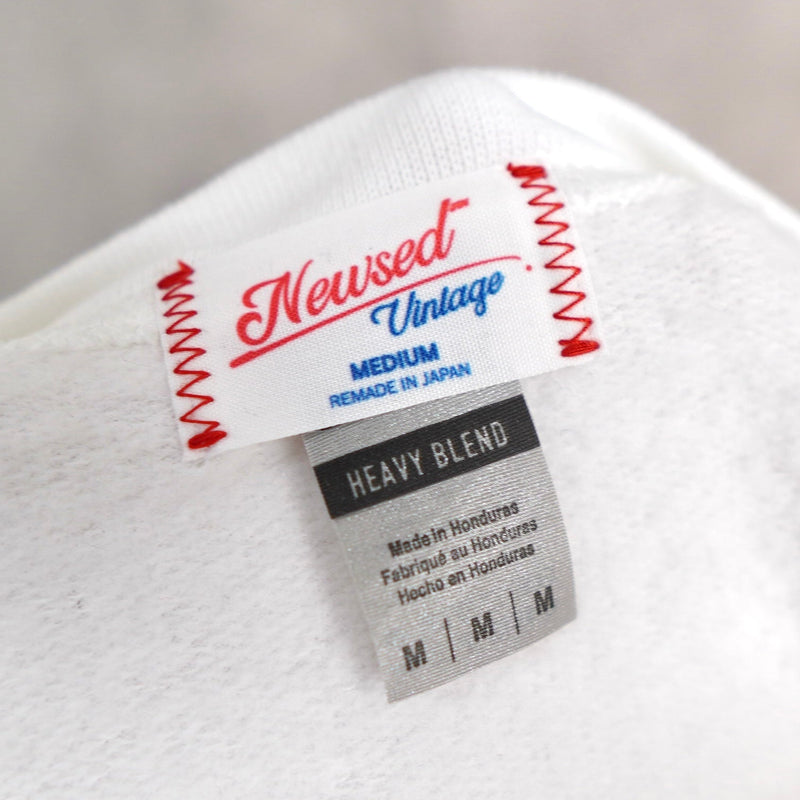 Newsed
Vintage
MEDIUM
REMADE IN JAPAN
HEAVY BLEND
Made in Honduras
Fabriqué au Honduras
Hecho en Honduras
M | M | M